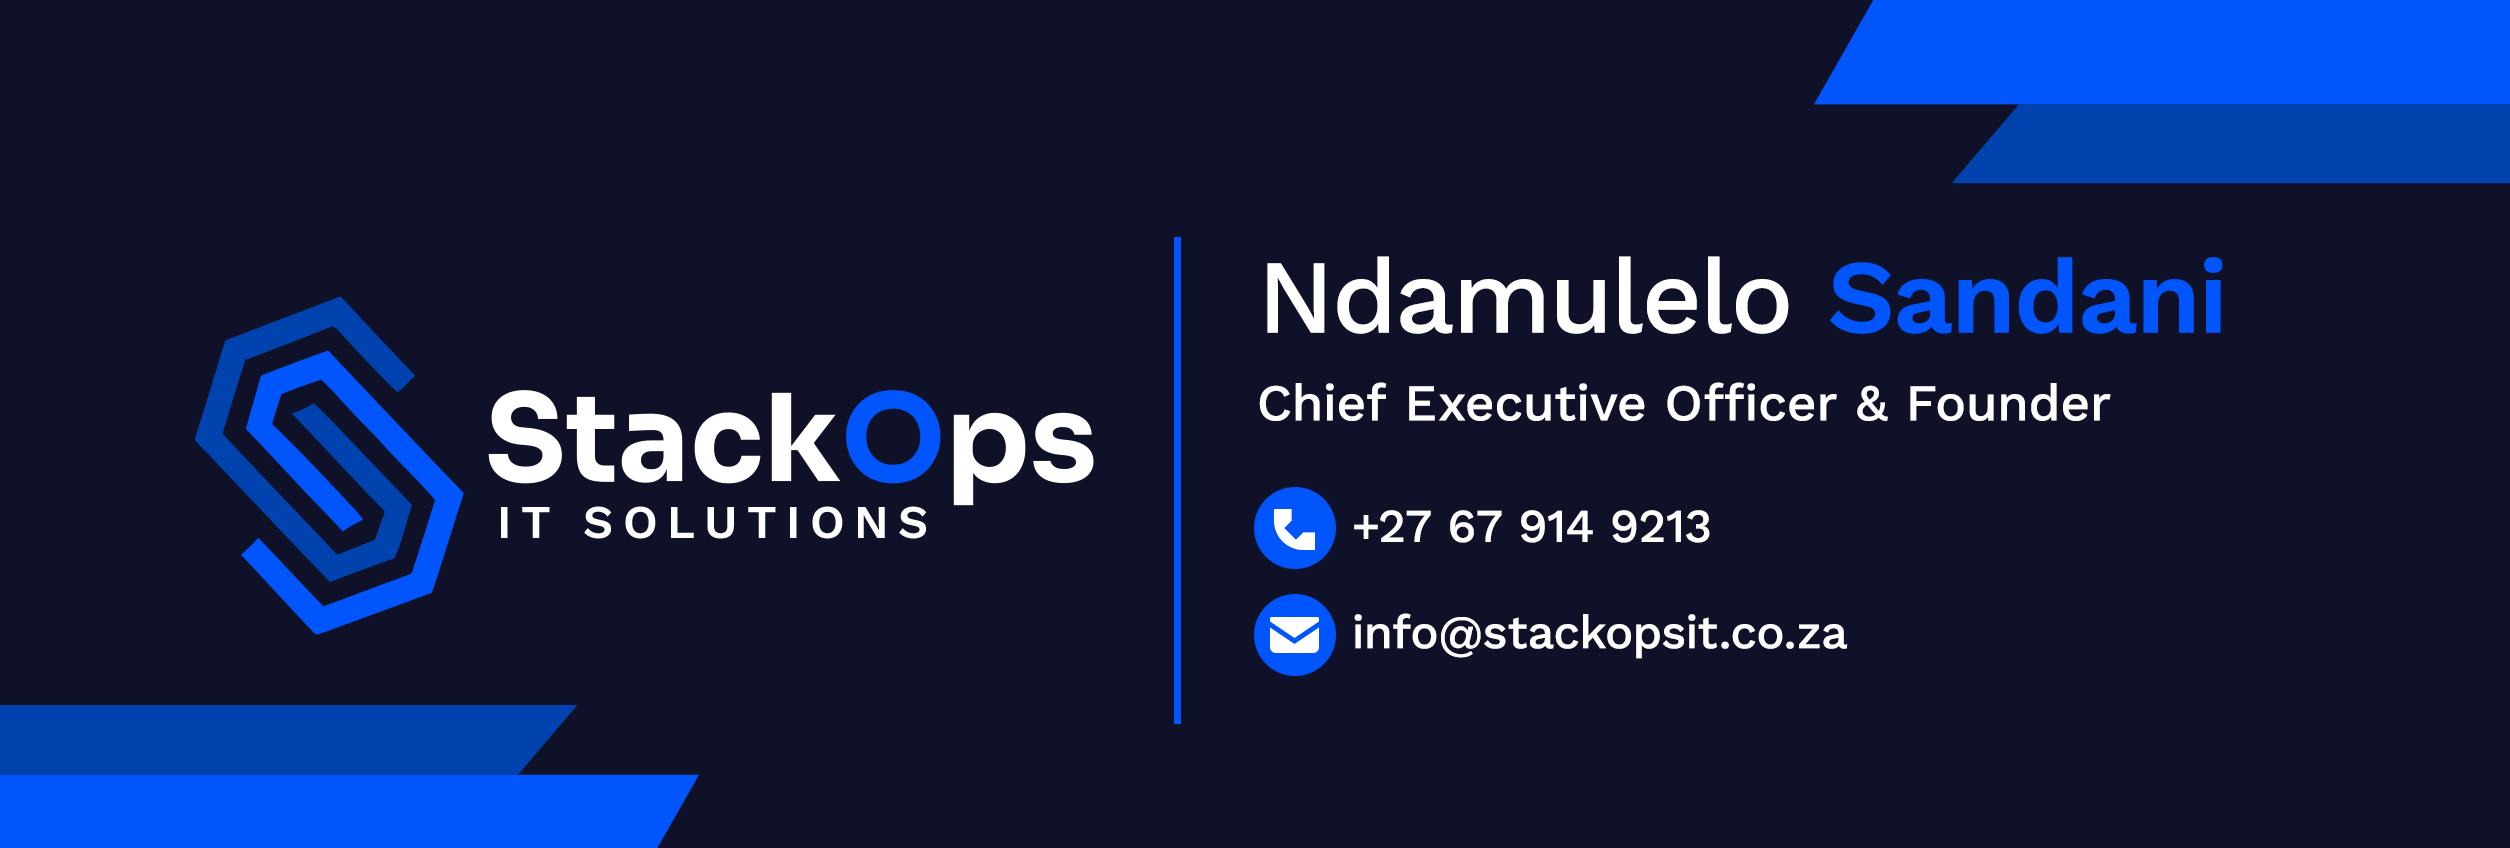 StackOps
IT SOLUTIONS
Ndamulelo Sandani
Chief Executive Officer & Founder
+27 67 914 9213
info@stackopsit.co.za